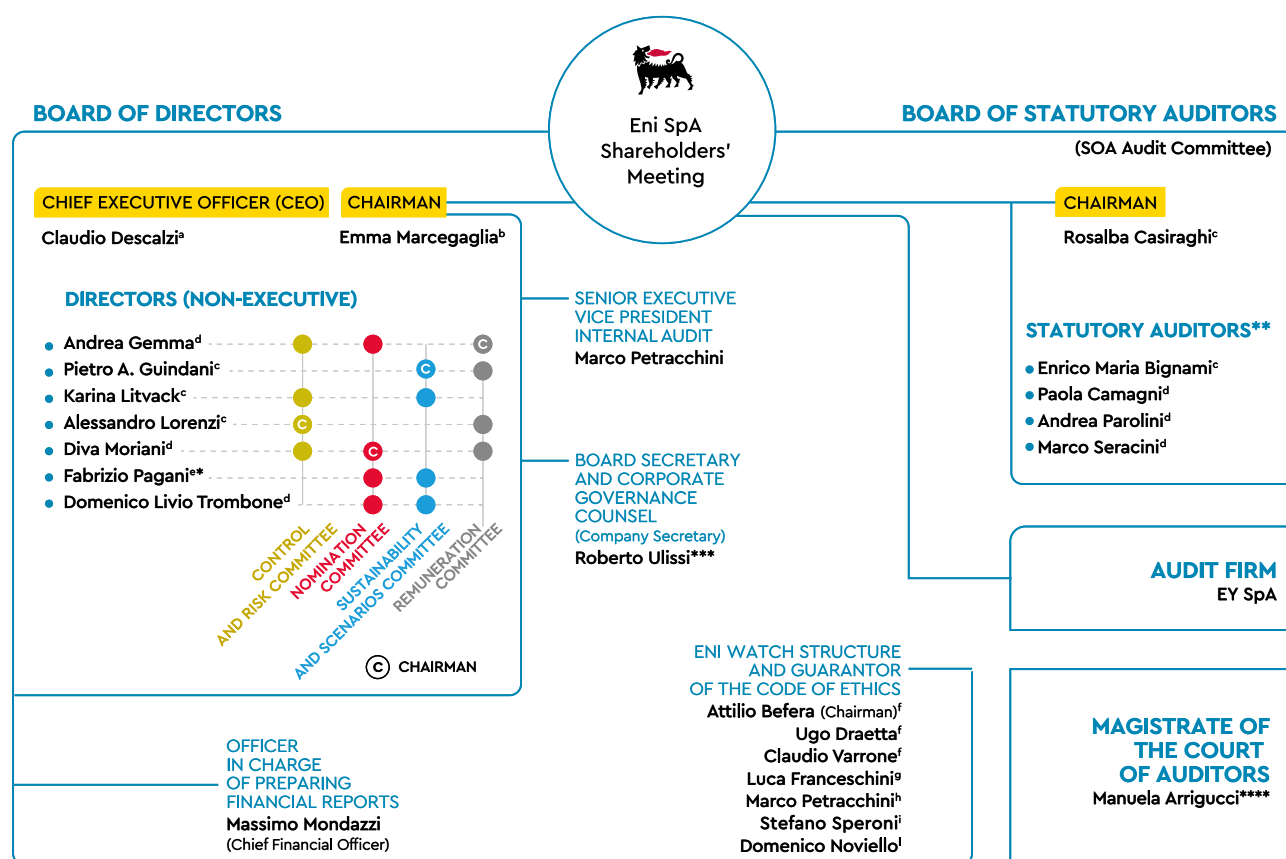 Eni SpA
Shareholders'
Meeting
BOARD OF DIRECTORS
CHIEF EXECUTIVE OFFICER (CEO)
Claudio Descalziᵃ
CHAIRMAN
Emma Marcegagliaᵇ
DIRECTORS (NON-EXECUTIVE)
Andrea Gemmaᵈ
C
Pietro A. Guindaniᶜ
C
Karina Litvackᶜ
Alessandro Lorenziᶜ
C
Diva Morianiᵈ
C
Fabrizio Paganiᵉ*
Domenico Livio Tromboneᵈ
CONTROL
AND RISK COMMITTEE
NOMINATION
COMMITTEE
SUSTAINABILITY
AND SCENARIOS COMMITTEE
REMUNERATION
COMMITTEE
C CHAIRMAN
SENIOR EXECUTIVE
VICE PRESIDENT
INTERNAL AUDIT
Marco Petracchini
BOARD SECRETARY
AND CORPORATE
GOVERNANCE
COUNSEL
(Company Secretary)
Roberto Ulissi***
OFFICER
IN CHARGE
OF PREPARING
FINANCIAL REPORTS
Massimo Mondazzi
(Chief Financial Officer)
BOARD OF STATUTORY AUDITORS
(SOA Audit Committee)
CHAIRMAN
Rosalba Casiraghiᶜ
STATUTORY AUDITORS**
Enrico Maria Bignamiᶜ
Paola Camagniᵈ
Andrea Paroliniᵈ
Marco Seraciniᵈ
AUDIT FIRM
EY SpA
ENI WATCH STRUCTURE
AND GUARANTOR
OF THE CODE OF ETHICS
Attilio Befera (Chairman)ᶠ
Ugo Draettaᶠ
Claudio Varroneᶠ
Luca Franceschiniᵍ
Marco Petracchiniʰ
Stefano Speroniⁱ
Domenico Novielloˡ
MAGISTRATE OF
THE COURT
OF AUDITORS
Manuela Arrigucci****